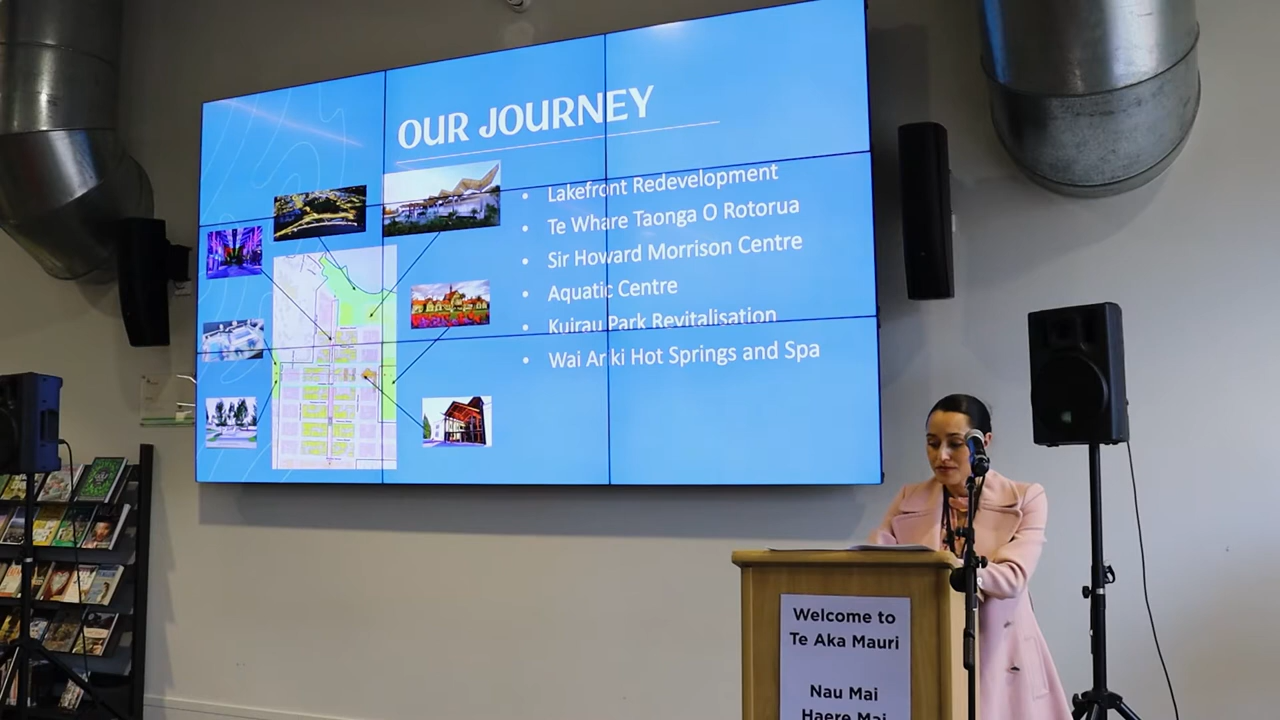 OUR JOURNEY
• Lakefront Redevelopment
• Te Whare Taonga O Rotorua
• Sir Howard Morrison Centre
• Aquatic Centre
• Kuirau Park Revitalisation
• Wai Ariki Hot Springs and Spa
Welcome to
Te Aka Mauri
Nau Mai
Haere Mai